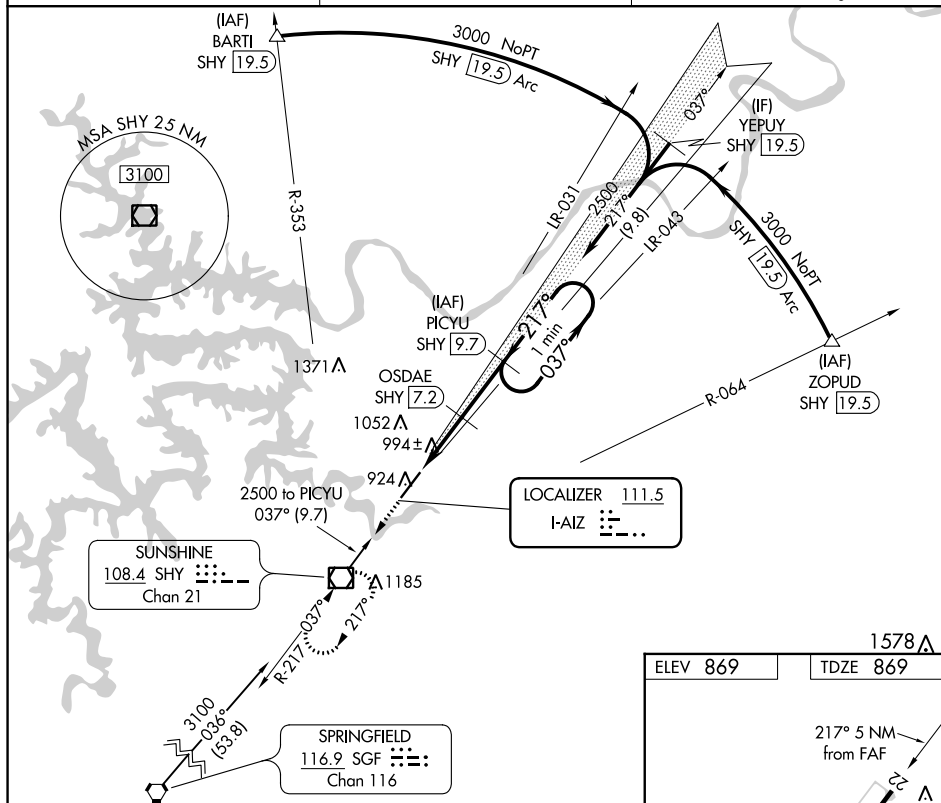 (IAF)
BARTI
SHY 19.5
3000 NoPT
SHY 19.5 Arc
MSA SHY 25 NM
3100
R-353
LR-031
2500
217°
(9.8)
037°
(IF)
YEPUY
SHY 19.5
LR-043
3000 NoPT
SHY 19.5 Arc
(IAF)
ZOPUD
SHY 19.5
R-064
(IAF)
PICYU
SHY 9.7
217°
1 min
037°
1371
OSDAE
SHY 7.2
1052
994±
924
2500 to PICYU
037° (9.7)
LOCALIZER 111.5
I-AIZ
SUNSHINE
108.4 SHY
Chan 21
1185
037°
217°
R-217
3100
036°
(53.8)
SPRINGFIELD
116.9 SGF
Chan 116
1578
ELEV 869
TDZE 869
217° 5 NM
from FAF
22